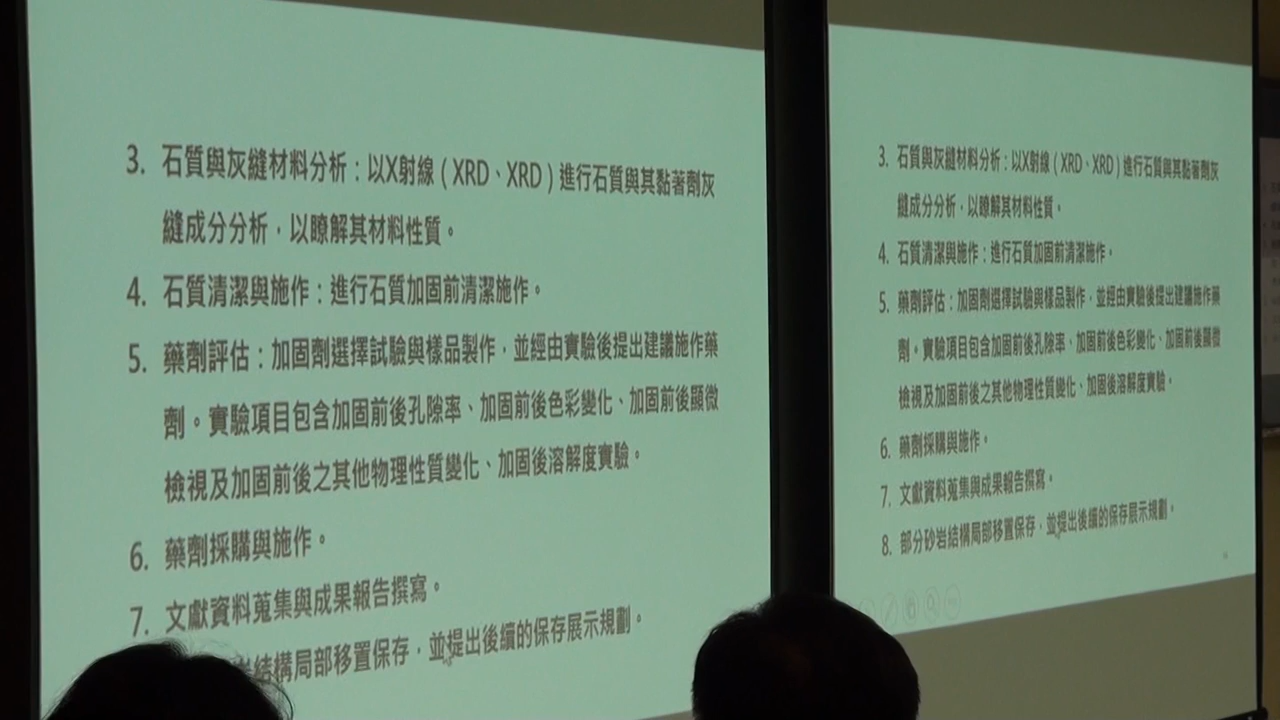 3. 石質與灰縫材料分析：以X射線（XRD、XRD）進行石質與其黏著劑灰
縫成分分析，以瞭解其材料性質。
4. 石質清潔與施作：進行石質加固前清潔施作。
5. 藥劑評估：加固劑選擇試驗與樣品製作，並經由實驗後提出建議施作藥
劑。實驗項目包含加固前後孔隙率、加固前後色彩變化、加固前後顯微
檢視及加固前後之其他物理性質變化、加固後溶解度實驗。
6. 藥劑採購與施作。
7. 文獻資料蒐集與成果報告撰寫。
岩結構局部移置保存，並提出後續的保存展示規劃。
3. 石質與灰縫材料分析：以X射線（XRD、XRD）進行石質與其黏著劑灰
縫成分分析，以瞭解其材料性質。
4. 石質清潔與施作：進行石質加固前清潔施作。
5. 藥劑評估：加固劑選擇試驗與樣品製作，並經由實驗後提出建議施作藥
劑。實驗項目包含加固前後孔隙率、加固前後色彩變化、加固前後顯微
檢視及加固前後之其他物理性質變化、加固後溶解度實驗。
6. 藥劑採購與施作。
7. 文獻資料蒐集與成果報告撰寫。
8. 部分砂岩結構局部移置保存，並提出後續的保存展示規劃。